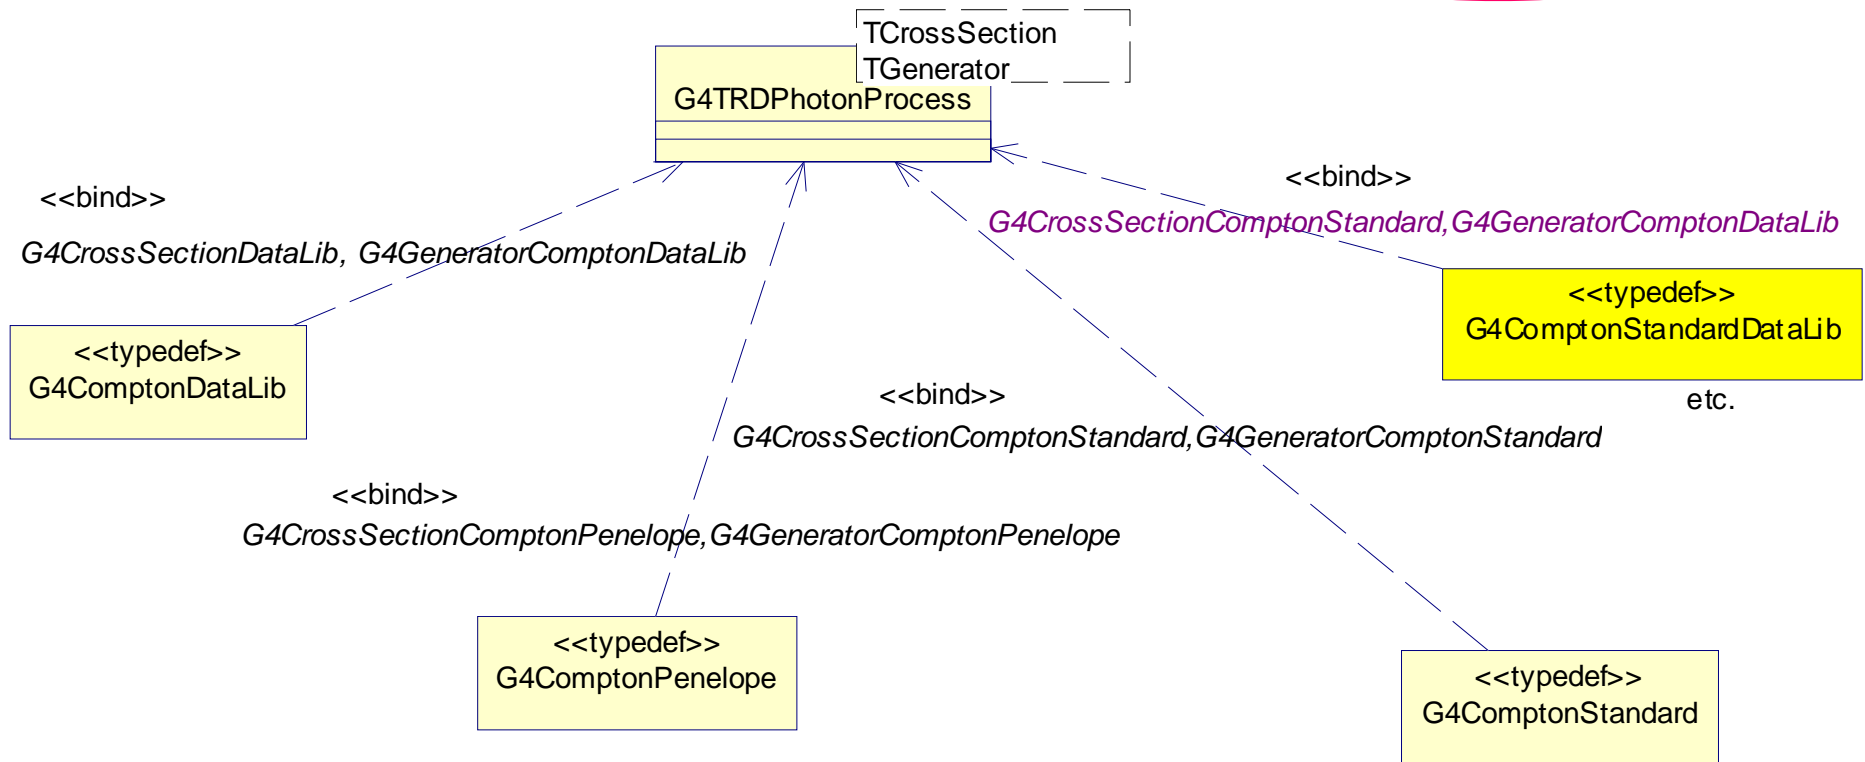 TCrossSection
TGenerator
G4TRDPhotonProcess
<<bind>>
G4CrossSectionDataLib, G4GeneratorComptonDataLib
<<bind>>
G4CrossSectionComptonStandard,G4GeneratorComptonDataLib
<<typedef>>
G4ComptonStandardDataLib
etc.
<<typedef>>
G4ComptonDataLib
<<bind>>
G4CrossSectionComptonStandard,G4GeneratorComptonStandard
<<bind>>
G4CrossSectionComptonPenelope,G4GeneratorComptonPenelope
<<typedef>>
G4ComptonPenelope
<<typedef>>
G4ComptonStandard